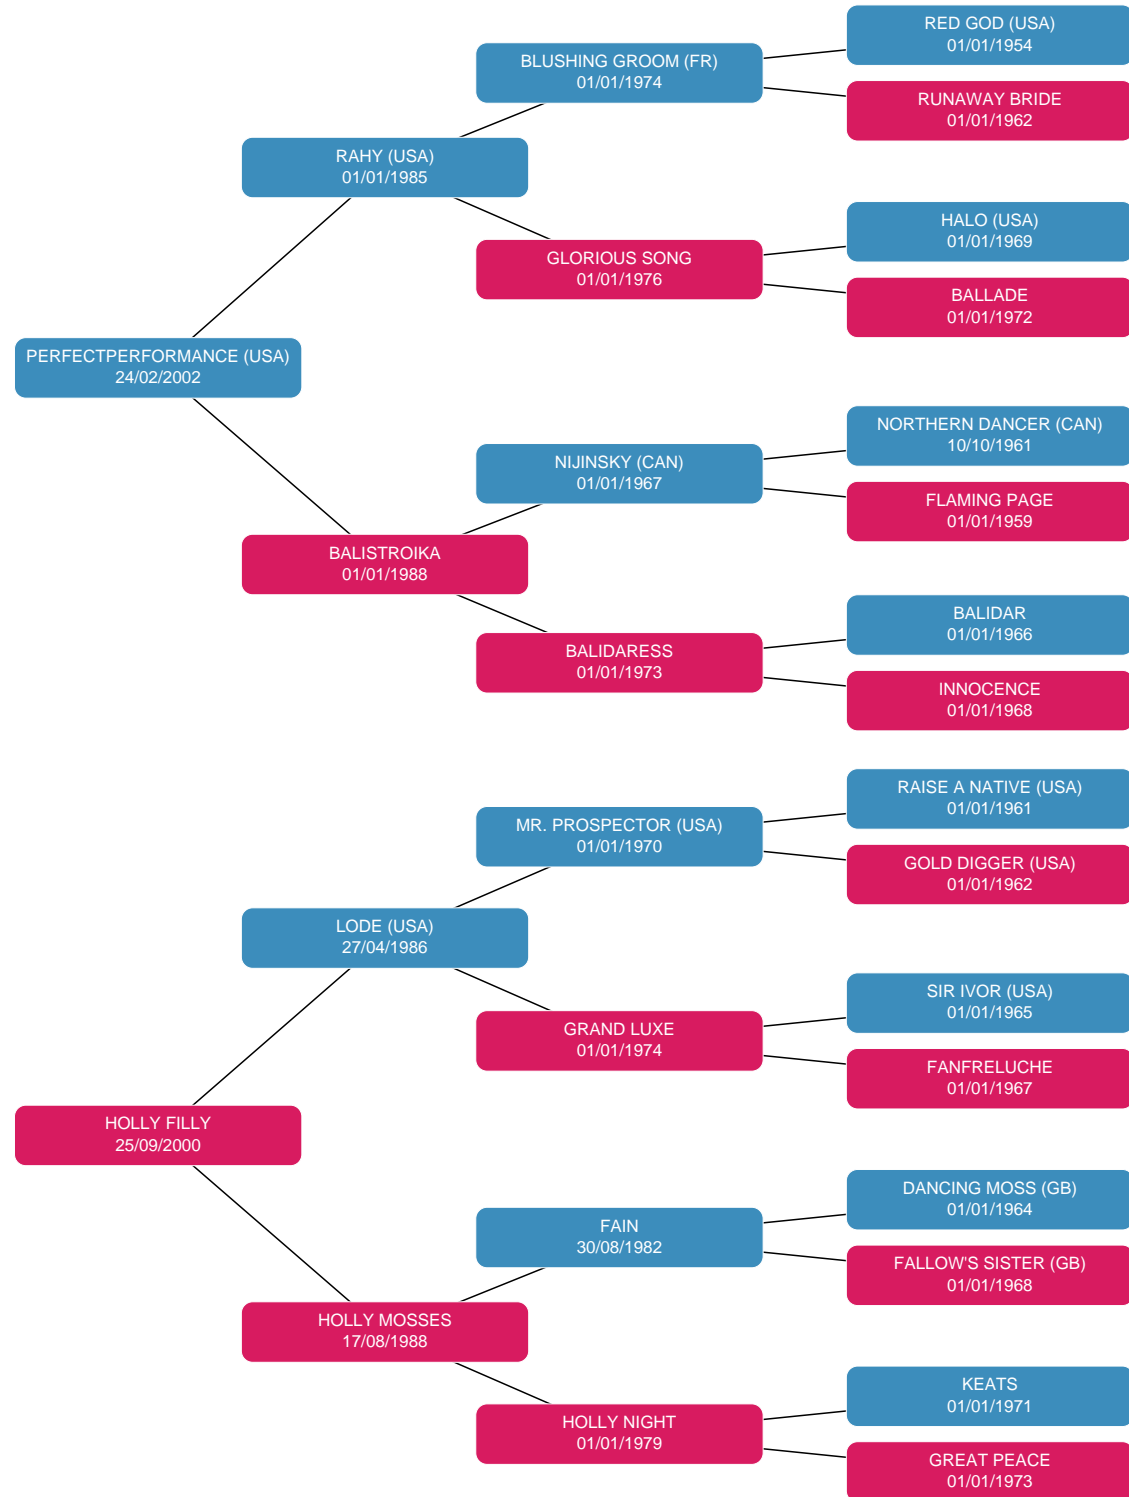 RED GOD (USA)
01/01/1954
BLUSHING GROOM (FR)
01/01/1974
RUNAWAY BRIDE
01/01/1962
RAHY (USA)
01/01/1985
HALO (USA)
01/01/1969
GLORIOUS SONG
01/01/1976
BALLADE
01/01/1972
PERFECTPERFORMANCE (USA)
24/02/2002
NORTHERN DANCER (CAN)
10/10/1961
NIJINSKY (CAN)
01/01/1967
FLAMING PAGE
01/01/1959
BALISTROIKA
01/01/1988
BALIDAR
01/01/1966
BALIDARESS
01/01/1973
INNOCENCE
01/01/1968
RAISE A NATIVE (USA)
01/01/1961
MR. PROSPECTOR (USA)
01/01/1970
GOLD DIGGER (USA)
01/01/1962
LODE (USA)
27/04/1986
SIR IVOR (USA)
01/01/1965
GRAND LUXE
01/01/1974
FANFRELUCHE
01/01/1967
HOLLY FILLY
25/09/2000
DANCING MOSS (GB)
01/01/1964
FAIN
30/08/1982
FALLOW'S SISTER (GB)
01/01/1968
HOLLY MOSSES
17/08/1988
KEATS
01/01/1971
HOLLY NIGHT
01/01/1979
GREAT PEACE
01/01/1973